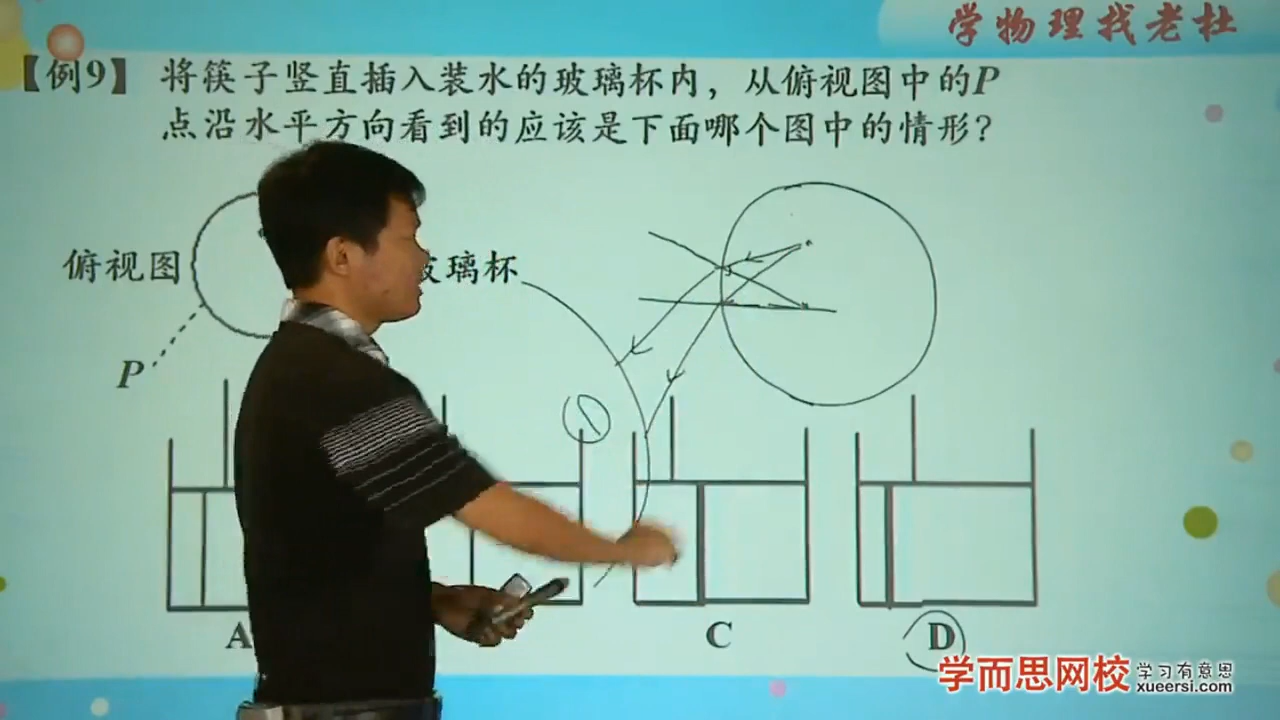 学物理找老杜
【例9】 将筷子竖直插入装水的玻璃杯内，从俯视图中的P
点沿水平方向看到的应该是下面哪个图中的情形？
俯视图
玻璃杯
P
A
C
D
学而思网校 学习有意思
xueersi.com